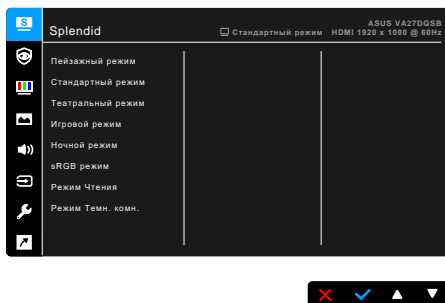 S
Splendid
ASUS VA27DQSB
Стандартный режим HDMI 1920 x 1080 @ 60Hz
Пейзажный режим
Стандартный режим
Театральный режим
Игровой режим
Ночной режим
sRGB режим
Режим Чтения
Режим Темн. комн.